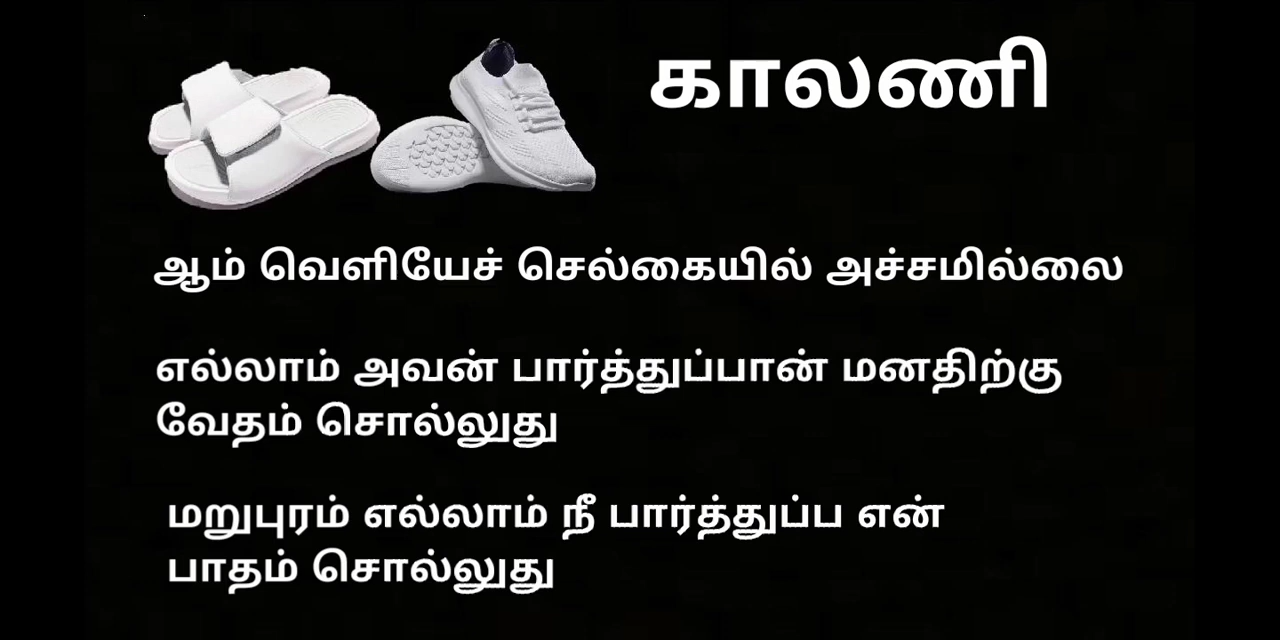 காலணி
ஆம் வெளியேச் செல்கையில் அச்சமில்லை
எல்லாம் அவன் பார்த்துப்பான் மனதிற்கு
வேதம் சொல்லுது
மறுபுரம் எல்லாம் நீ பார்த்துப்ப என்
பாதம் சொல்லுது